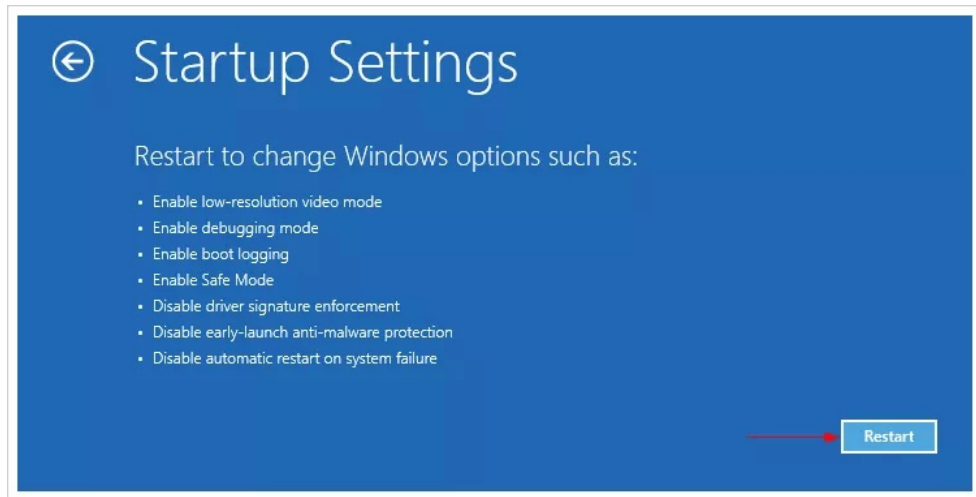 Startup Settings
Restart to change Windows options such as:
• Enable low-resolution video mode
• Enable debugging mode
• Enable boot logging
• Enable Safe Mode
• Disable driver signature enforcement
• Disable early-launch anti-malware protection
• Disable automatic restart on system failure
Restart